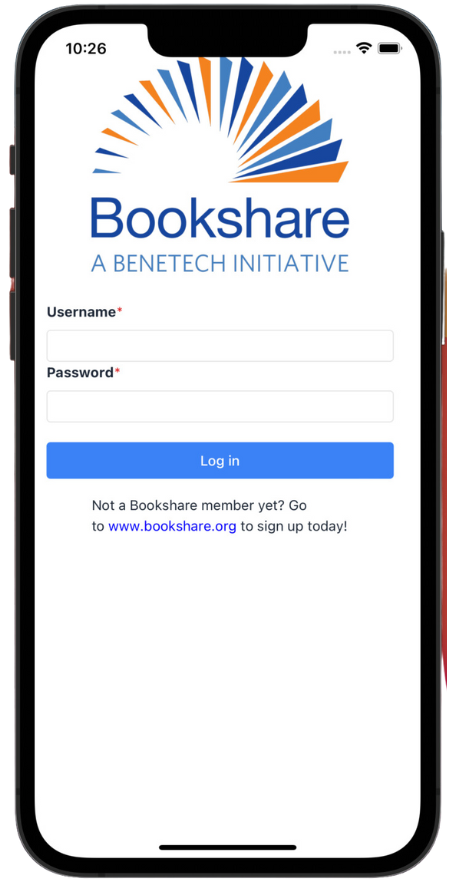 10:26
Bookshare
A BENETECH INITIATIVE
Username*
Password*
Log in
Not a Bookshare member yet? Go
to www.bookshare.org to sign up today!